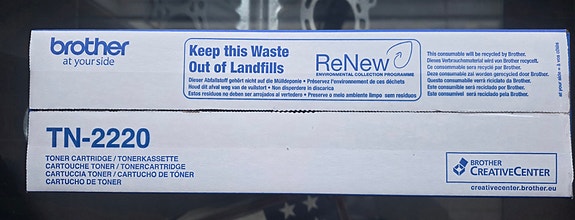 brother
at your side
Keep this Waste
Out of Landfills
ReNew
ENVIRONMENTAL COLLECTION PROGRAMME
Dieser Abfallstoff gehört nicht auf die Mülldeponie • Préservez l'environnement de ces déchets
Houd dit afval weg van de vuilstort • Non disperdere in discarica
Estos residuos no deben ser arrojados al vertedero • Preserve o meio ambiente limpo sem resíduos
This consumable will be recycled by Brother.
Dieses Verbrauchsmaterial wird von Brother recycelt.
Ce consommable sera recyclé par Brother.
Deze consumable zal worden gerecycled door Brother.
Questo consumabile verrà riciclato da Brother.
Este consumible será reciclado por Brother.
Este consumível será reciclado pela Brother.
TN-2220
TONER CARTRIDGE / TONERKASSETTE
CARTOUCHE TONER / TONERCARTRIDGE
CARTUCCIA TONER / CARTUCHO DE TÓNER
CARTUCHO DE TONER
BROTHER
CREATIVECENTER
creativecenter.brother.eu